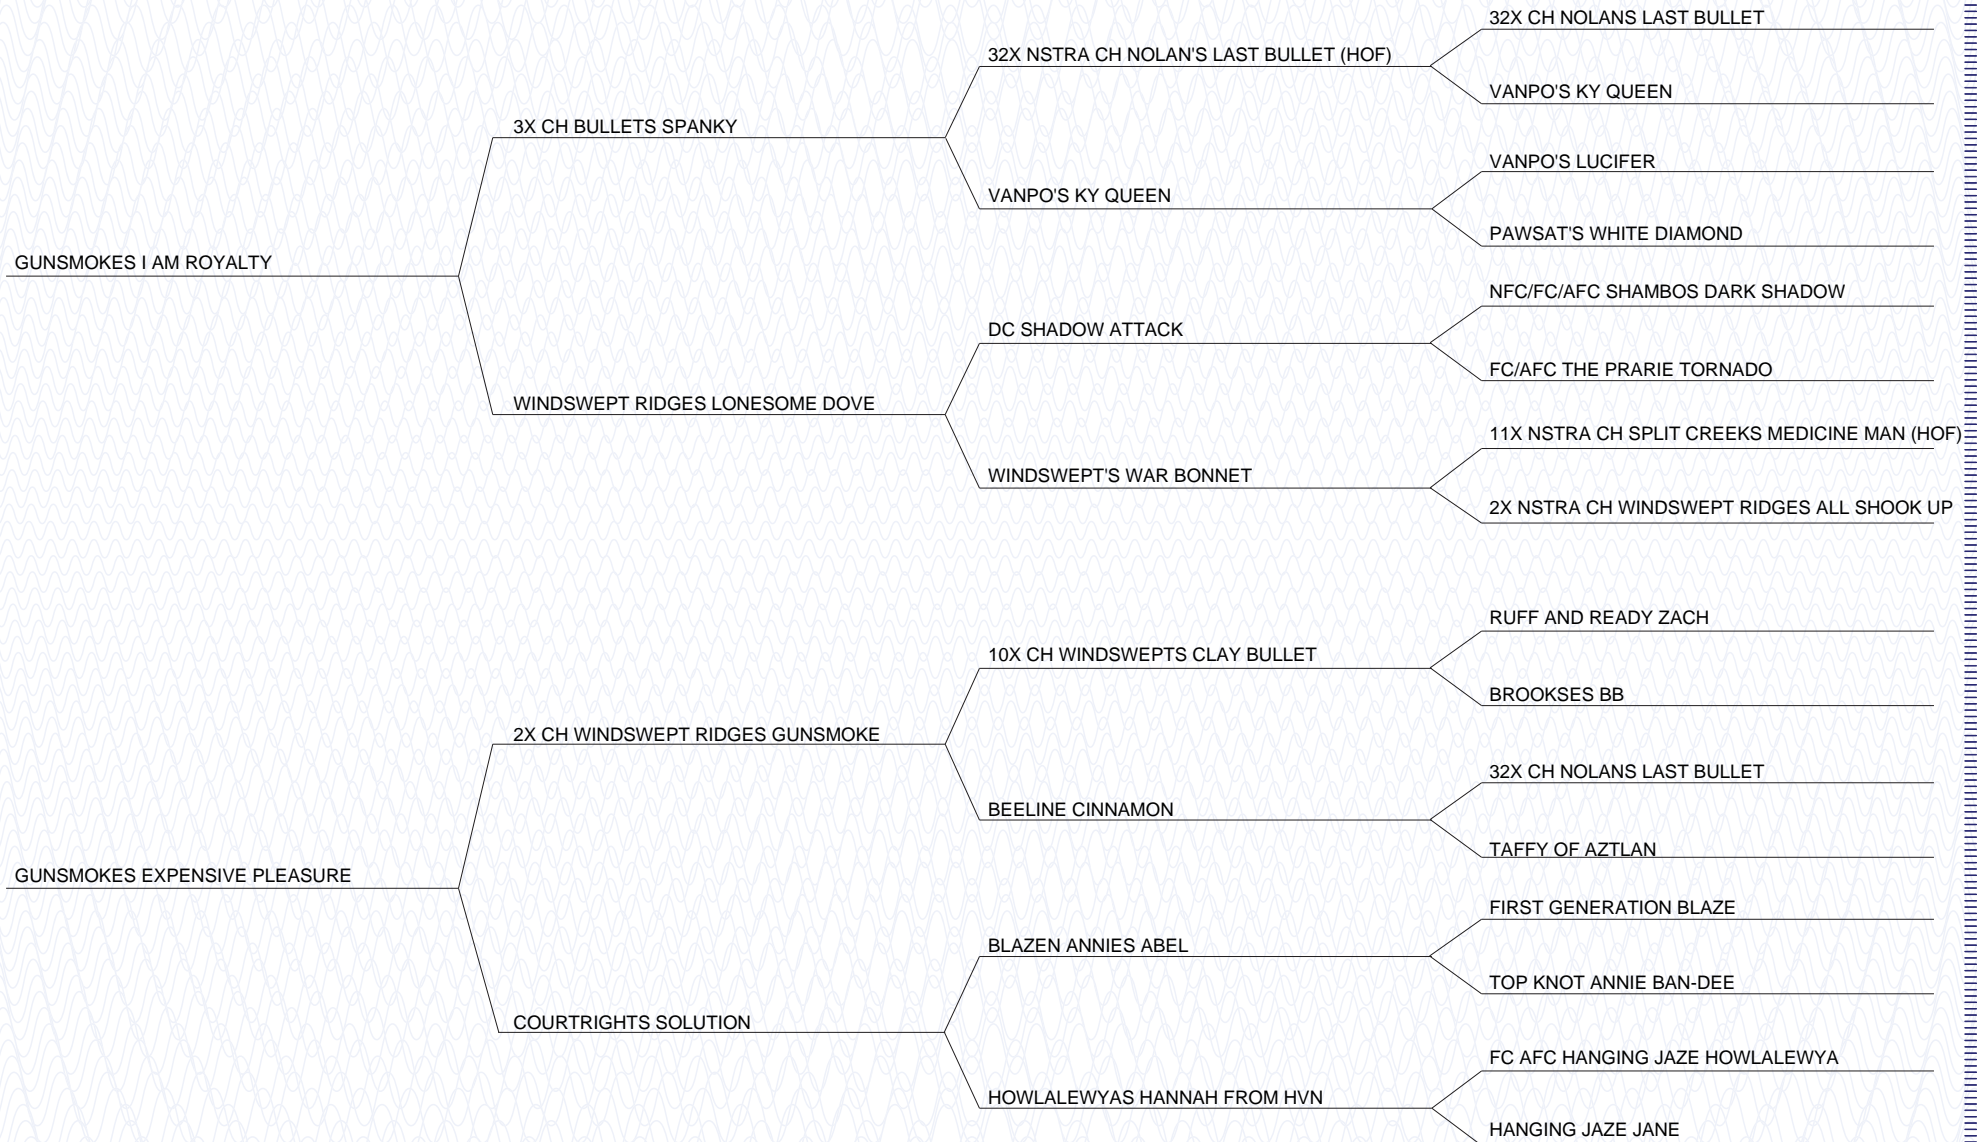 32X CH NOLANS LAST BULLET
32X NSTRA CH NOLAN'S LAST BULLET (HOF)
VANPO'S KY QUEEN
3X CH BULLETS SPANKY
VANPO'S LUCIFER
VANPO'S KY QUEEN
PAWSAT'S WHITE DIAMOND
GUNSMOKES I AM ROYALTY
NFC/FC/AFC SHAMBOS DARK SHADOW
DC SHADOW ATTACK
FC/AFC THE PRARIE TORNADO
WINDSWEPT RIDGES LONESOME DOVE
11X NSTRA CH SPLIT CREEKS MEDICINE MAN (HOF)
WINDSWEPT'S WAR BONNET
2X NSTRA CH WINDSWEPT RIDGES ALL SHOOK UP
RUFF AND READY ZACH
10X CH WINDSWEPTS CLAY BULLET
BROOKSES BB
2X CH WINDSWEPT RIDGES GUNSMOKE
32X CH NOLANS LAST BULLET
BEELINE CINNAMON
TAFFY OF AZTLAN
GUNSMOKES EXPENSIVE PLEASURE
FIRST GENERATION BLAZE
BLAZEN ANNIES ABEL
TOP KNOT ANNIE BAN-DEE
COURTRIGHTS SOLUTION
FC AFC HANGING JAZE HOWLALEWYA
HOWLALEWYAS HANNAH FROM HVN
HANGING JAZE JANE